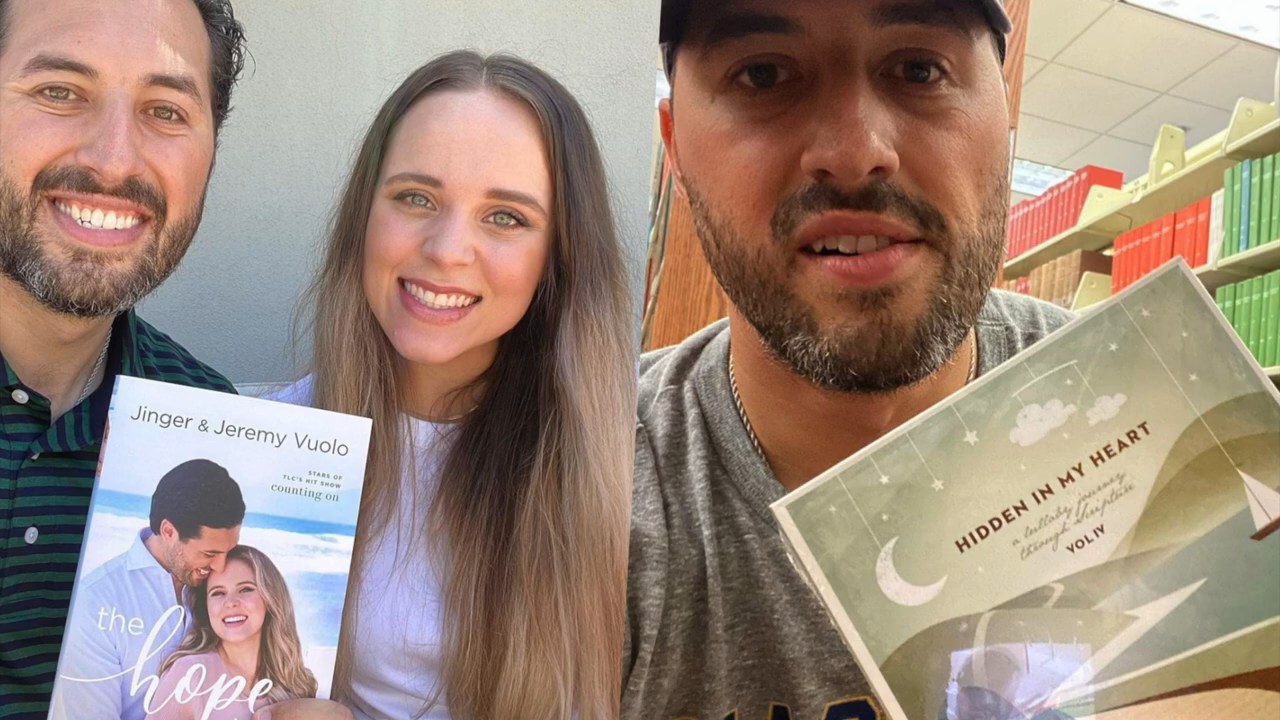 Jinger & Jeremy Vuolo
STARS OF
TLC'S HIT SHOW
counting on
the
hope
HIDDEN IN MY HEART
a lullaby journey
through Scripture
VOL IV